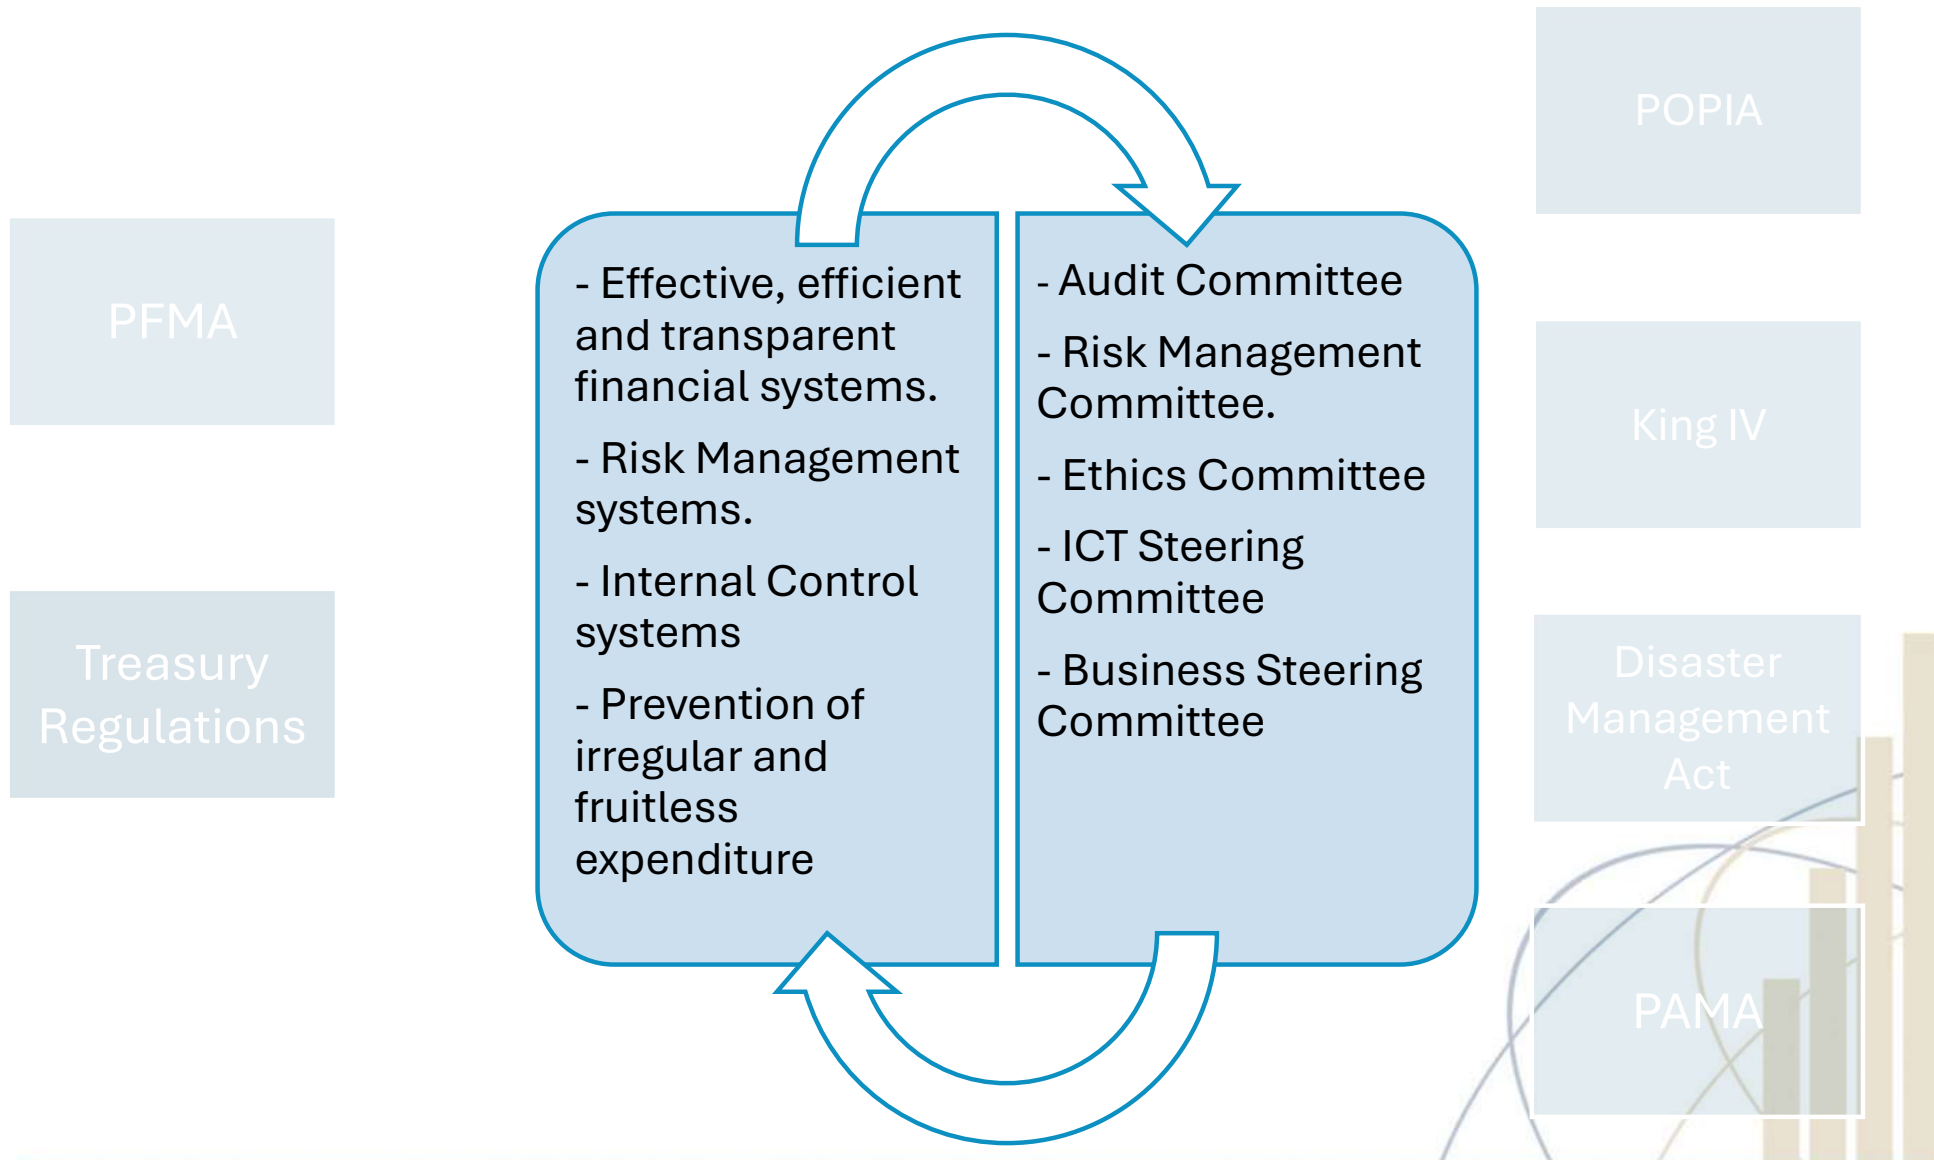 PFMA
Treasury
Regulations
- Effective, efficient
and transparent
financial systems.
- Risk Management
systems.
- Internal Control
systems
- Prevention of
irregular and
fruitless
expenditure
- Audit Committee
- Risk Management
Committee.
- Ethics Committee
- ICT Steering
Committee
- Business Steering
Committee
POPIA
King IV
Disaster
Management
Act
PAMA